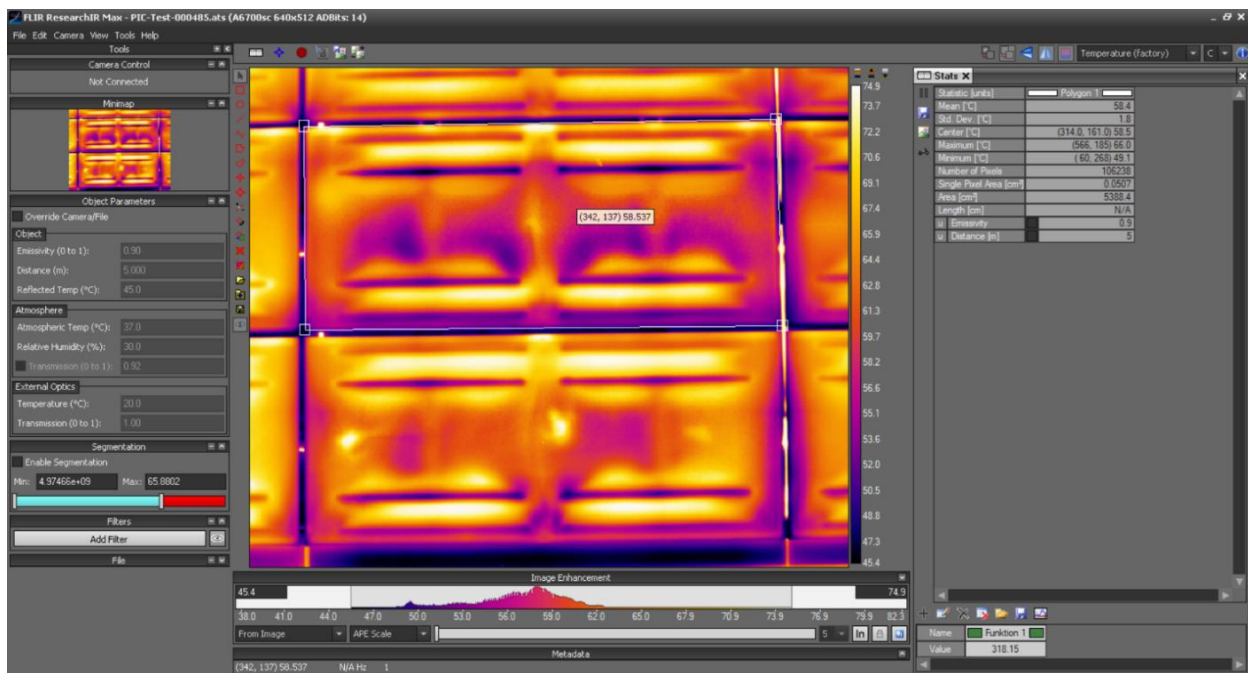 FLIR ResearchIR Max - PIC-Test-000485.ats (A6700sc 640x512 ADBits: 14)
File Edit Camera View Tools Help
Tools
Camera Control
Not Connected
Minimap
Object Parameters
Override Camera/File
Object
Emissivity (0 to 1): 0.90
Distance (m): 5.000
Reflected Temp (°C): 45.0
Atmosphere
Atmospheric Temp (°C): 37.0
Relative Humidity (%): 30.0
Transmission (0 to 1): 0.92
External Optics
Temperature (°C): 20.0
Transmission (0 to 1): 1.00
Segmentation
Enable Segmentation
Min: 4.97466e+09 Max: 65.8802
Filters
Add Filter
File
Temperature (factory) C
(342, 137) 58.537
74.9
73.7
72.2
70.6
69.1
67.4
65.9
64.4
62.8
61.3
59.7
58.2
56.6
55.1
53.6
52.0
50.5
48.8
47.3
45.4
Image Enhancement
45.4 74.9
38.0 41.0 44.0 47.0 50.0 53.0 56.0 59.0 62.0 64.9 67.9 70.9 73.9 76.9 79.9 82.3
From Image APE Scale 5 ln
Metadata
(342, 137) 58.537 N/A Hz 1
Stats X
Statistic [units] Polygon 1
Mean [°C] 58.4
Std. Dev. [°C] 1.8
Center [°C] (314.0, 161.0) 58.5
Maximum [°C] (566, 185) 66.0
Minimum [°C] (60, 268) 49.1
Number of Pixels 106238
Single Pixel Area [cm²] 0.0507
Area [cm²] 5388.4
Length [cm] N/A
u Emissivity 0.9
u Distance [m] 5
Name Funktion 1
Value 318.15